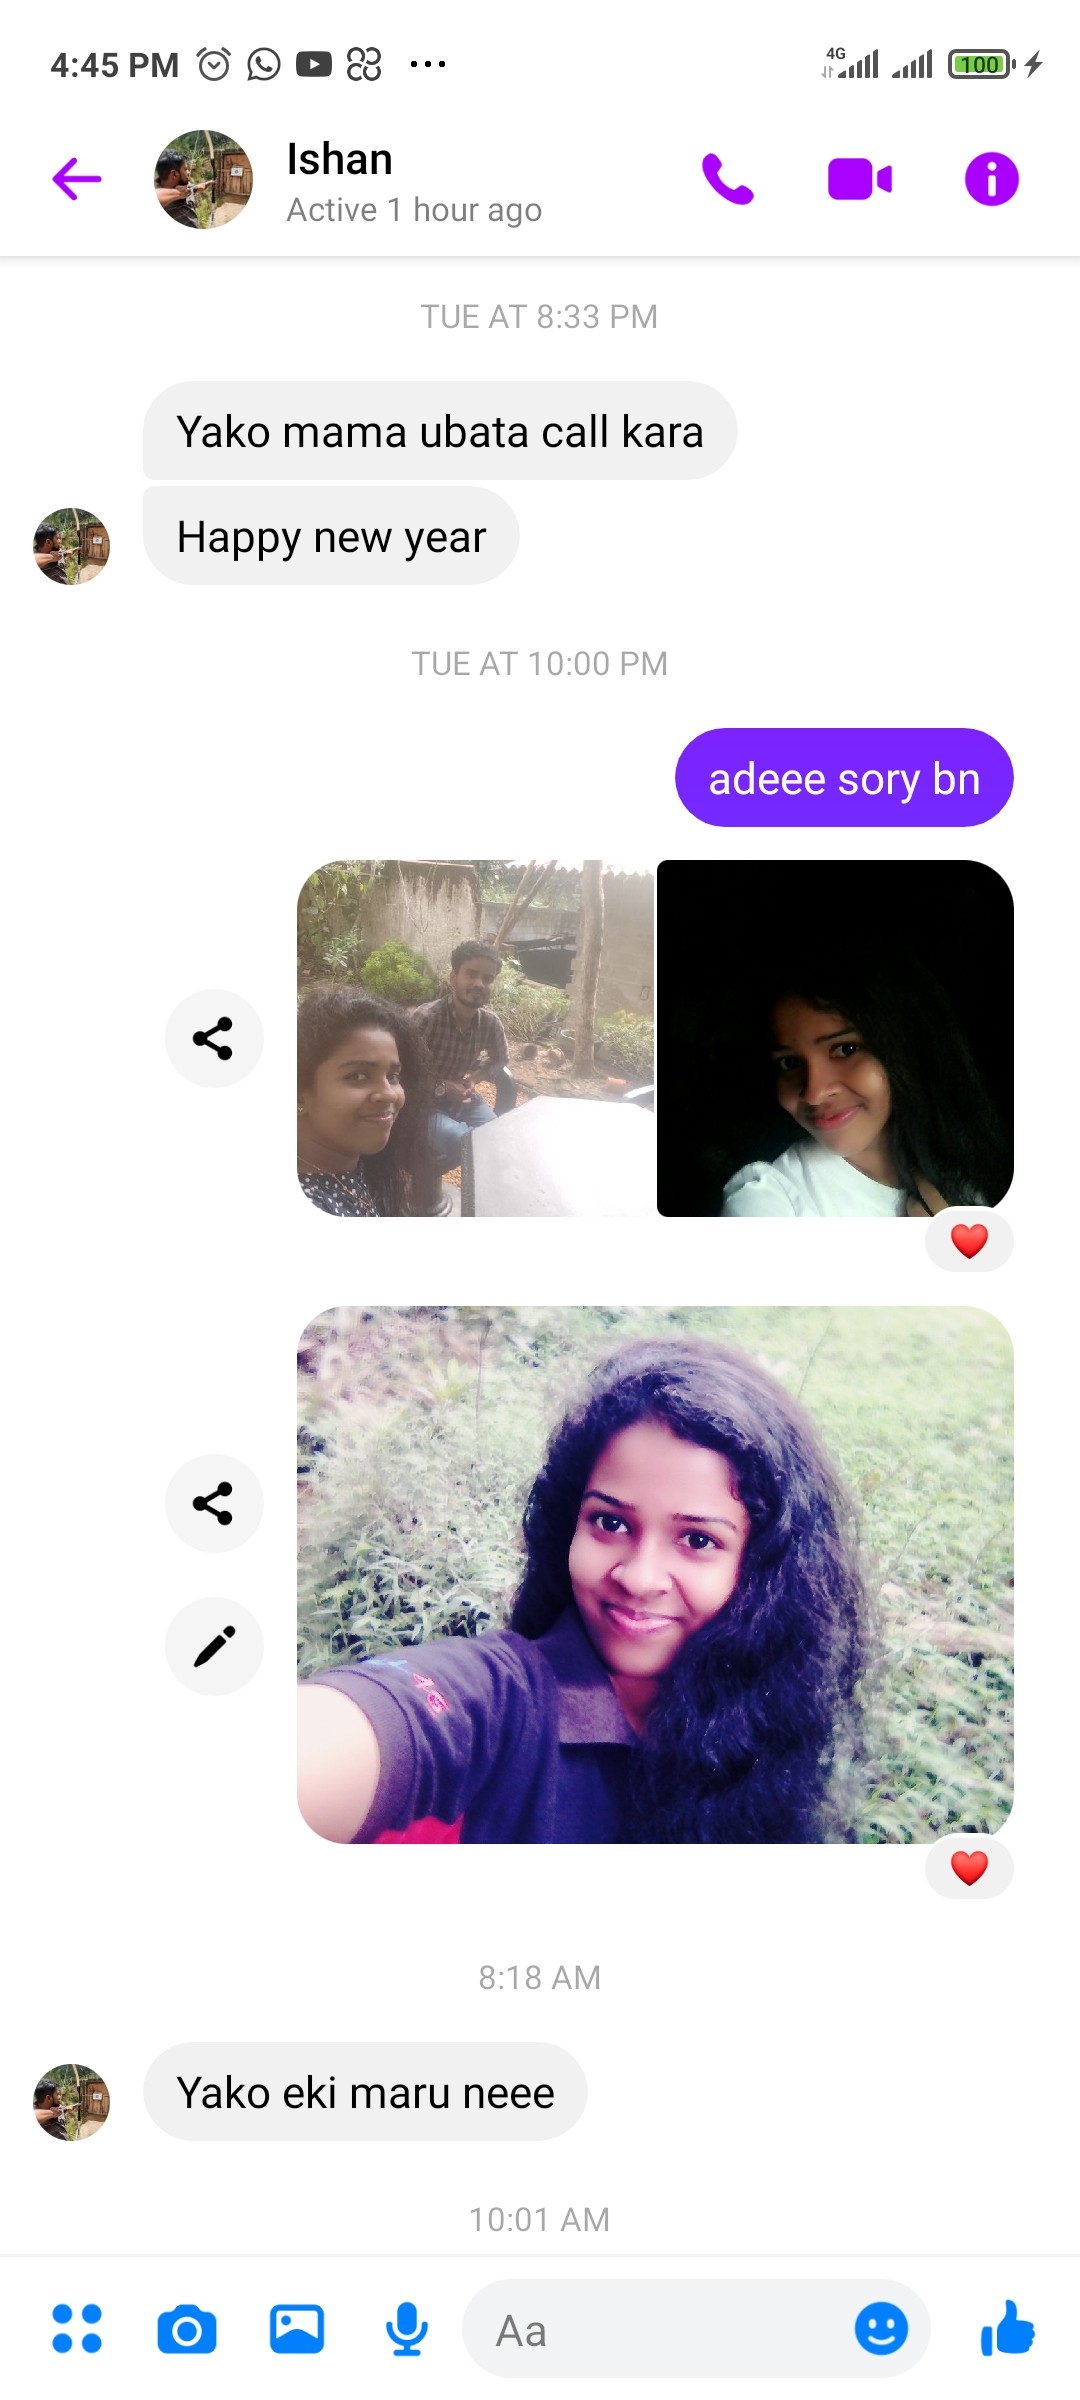 4:45 PM
4G
100
Ishan
Active 1 hour ago
TUE AT 8:33 PM
Yako mama ubata call kara
Happy new year
TUE AT 10:00 PM
adeee sory bn
8:18 AM
Yako eki maru neee
10:01 AM
Aa